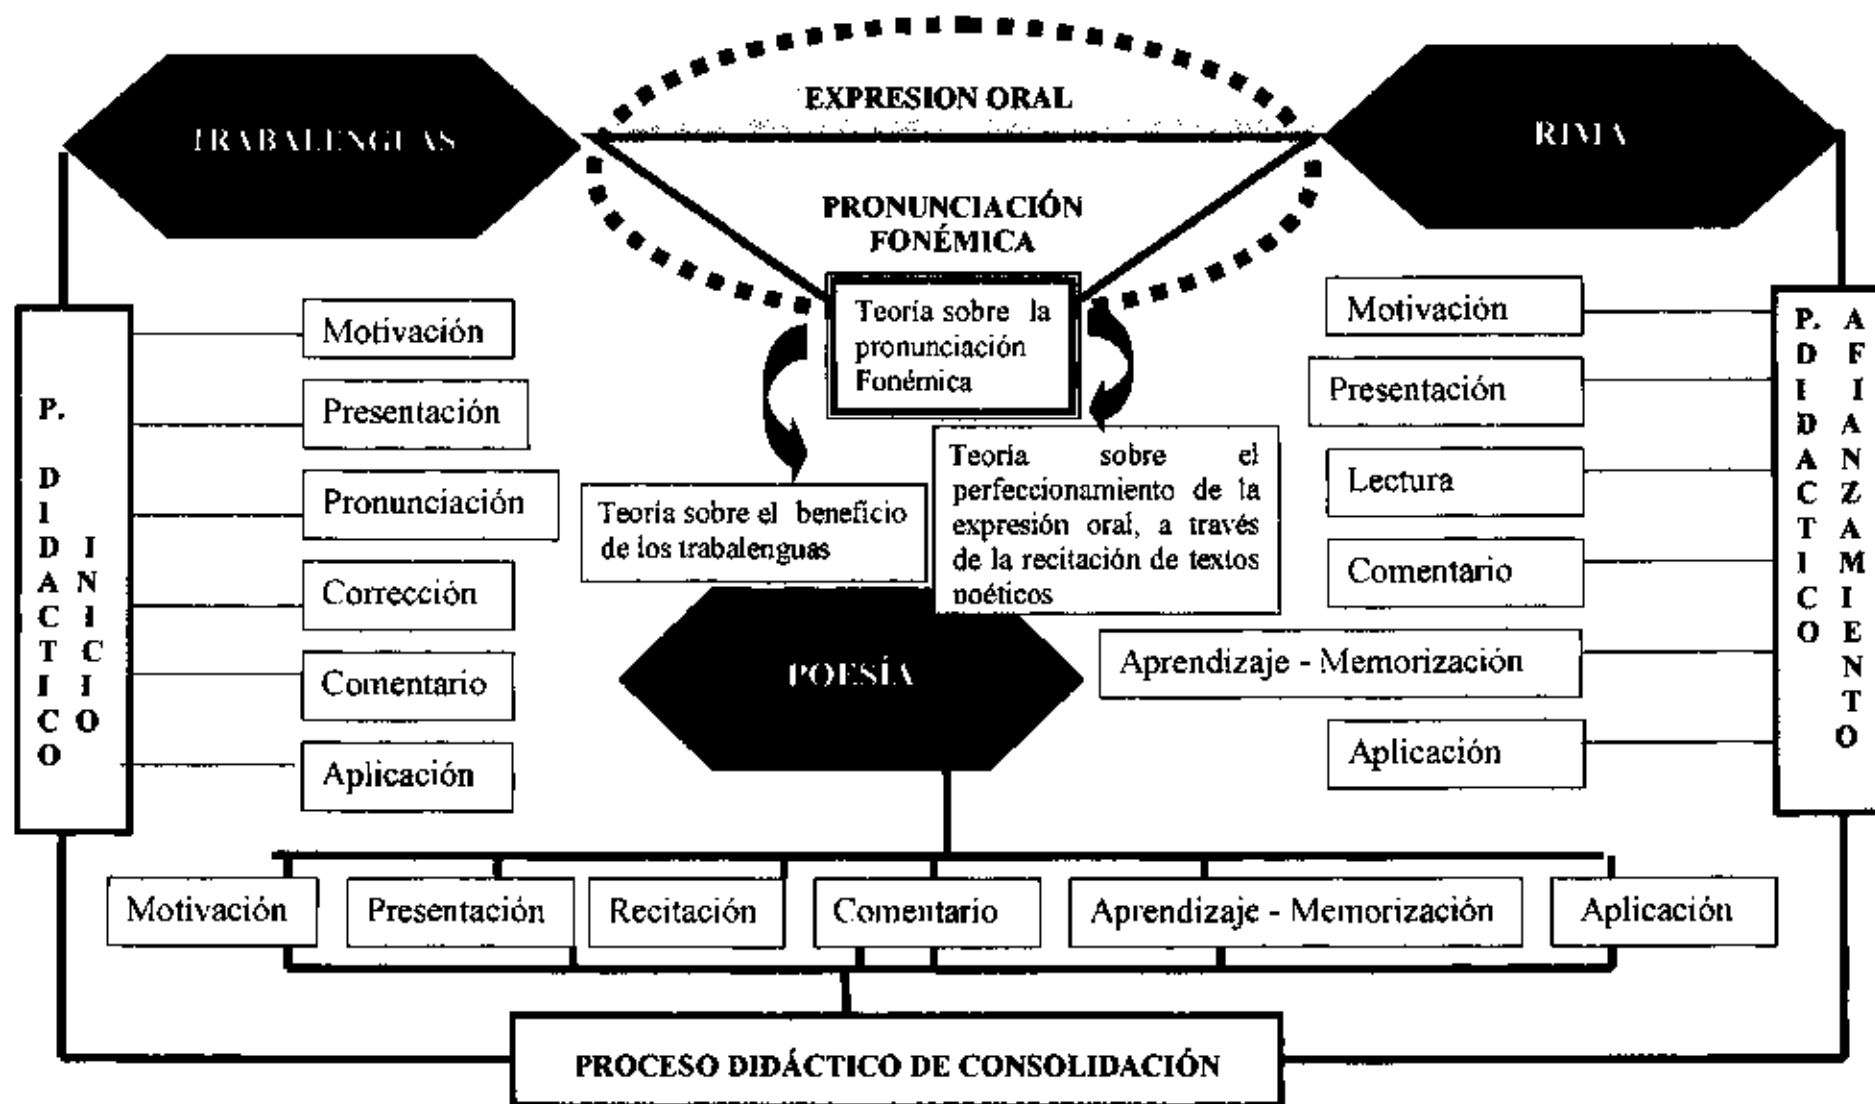 EXPRESION ORAL
TRABALENGUAS
RIMA
PRONUNCIACIÓN
FONÉMICA
Teoría sobre la
pronunciación
Fonémica
P. DIDACTICO
INICIO
Motivación
Presentación
Pronunciación
Corrección
Comentario
Aplicación
Teoría sobre el beneficio
de los trabalenguas
Teoría sobre el
perfeccionamiento de la
expresión oral, a través
de la recitación de textos
poéticos
Motivación
Presentación
Lectura
Comentario
Aprendizaje - Memorización
Aplicación
P. DIDACTICO
AFIANZAMIENTO
POESÍA
Motivación
Presentación
Recitación
Comentario
Aprendizaje - Memorización
Aplicación
PROCESO DIDÁCTICO DE CONSOLIDACIÓN